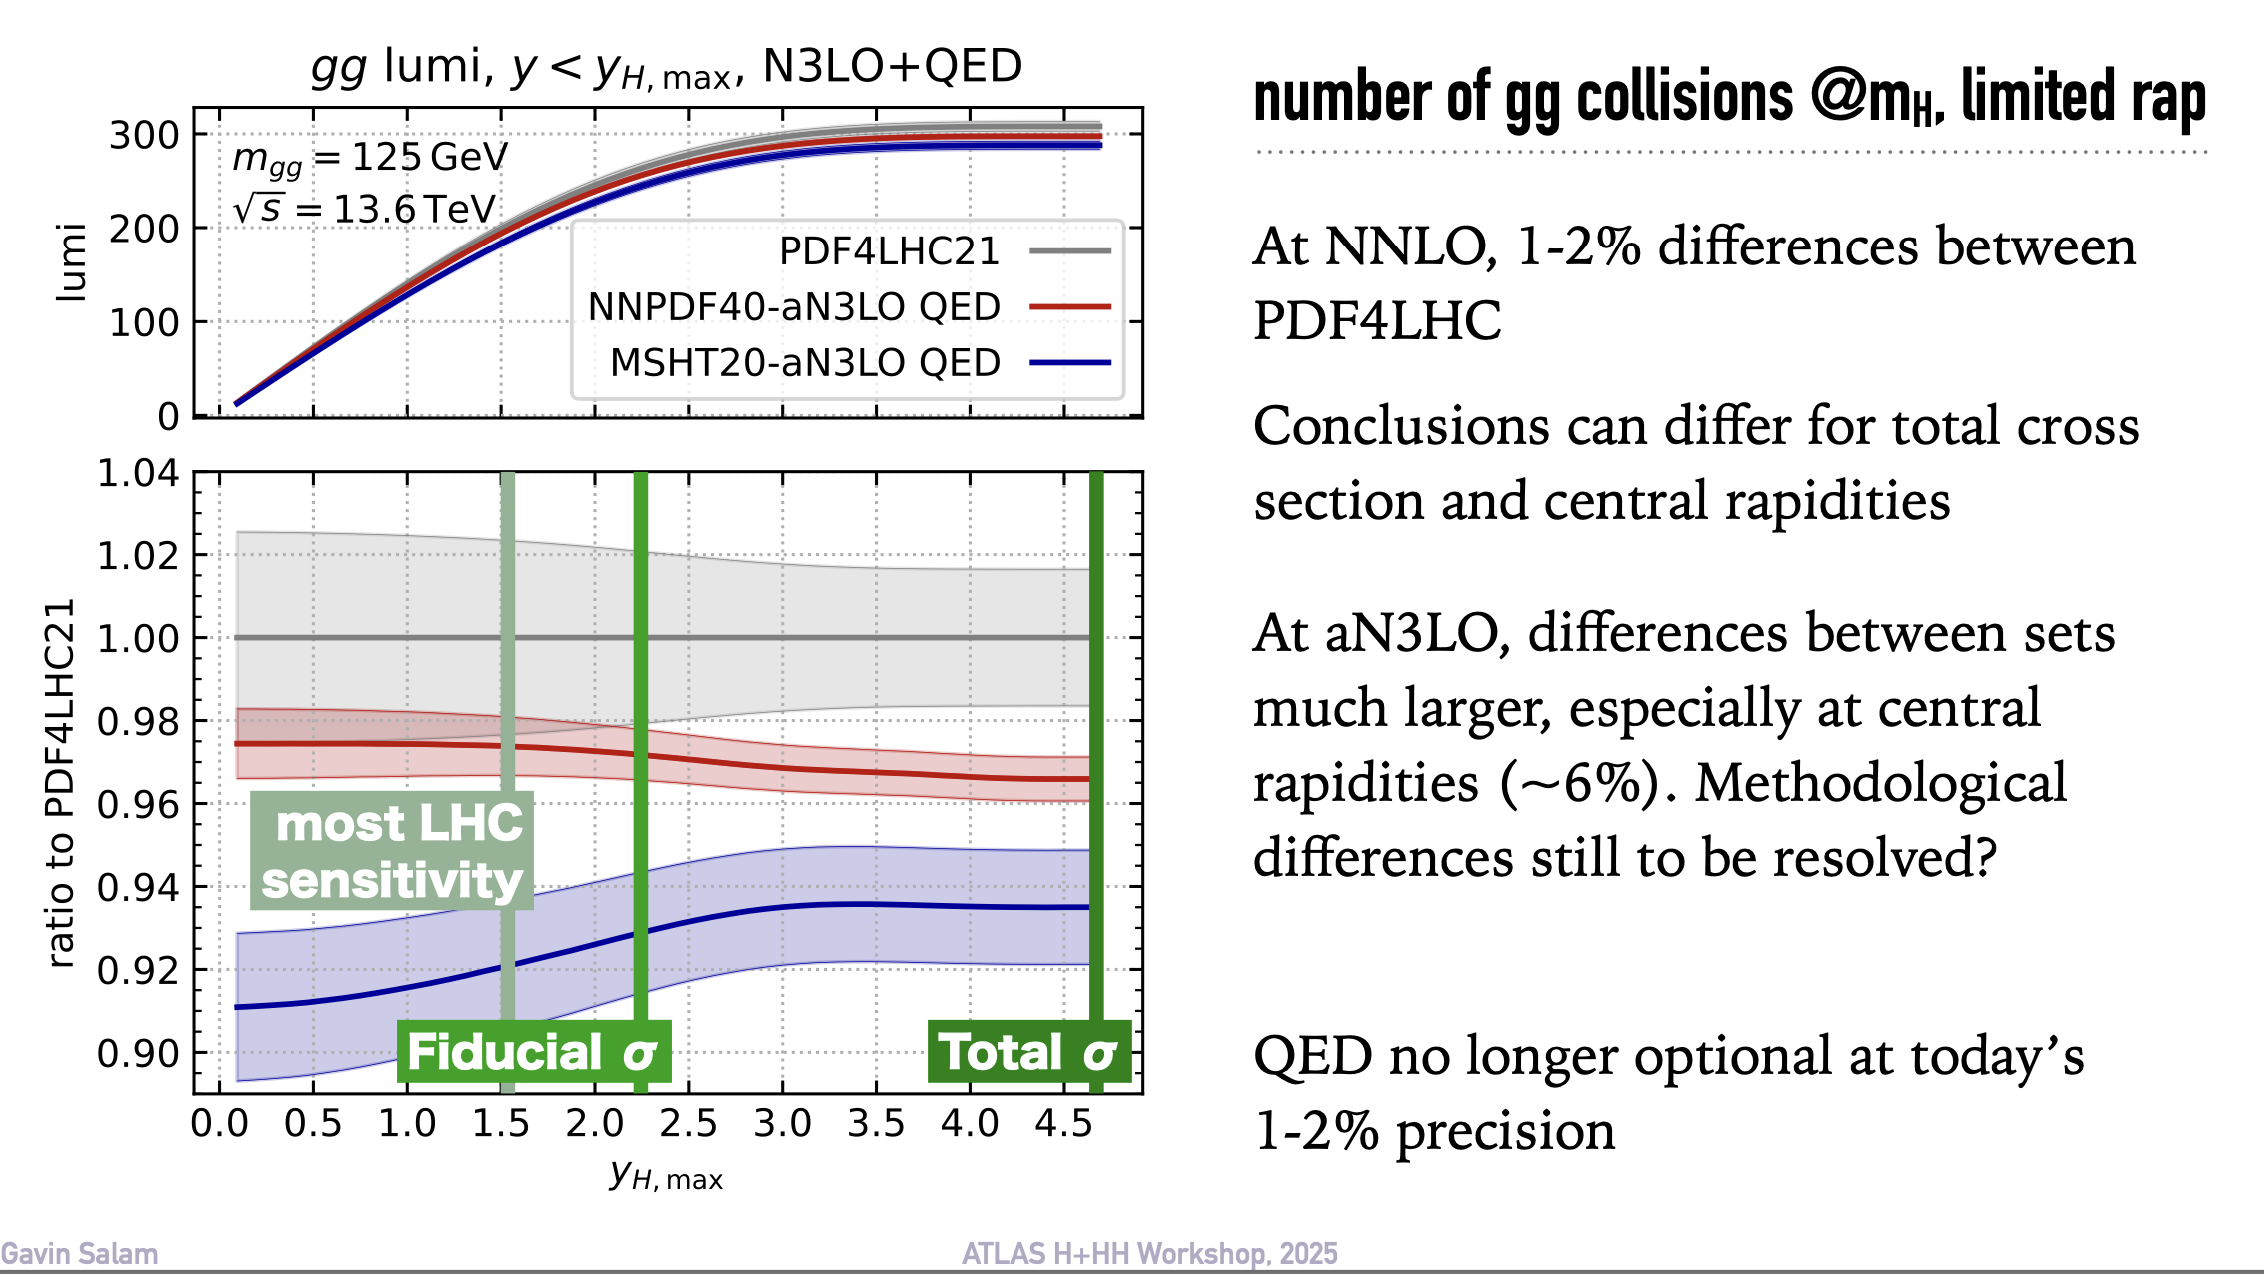 gg lumi, y < y_H, max, N3LO+QED
300
200
100
0
lumi
m_gg = 125 GeV
√s = 13.6 TeV
PDF4LHC21
NNPDF40-aN3LO QED
MSHT20-aN3LO QED
1.04
1.02
1.00
0.98
0.96
0.94
0.92
0.90
ratio to PDF4LHC21
most LHC
sensitivity
Fiducial σ
Total σ
0.0 0.5 1.0 1.5 2.0 2.5 3.0 3.5 4.0 4.5
y_H, max
number of gg collisions @m_H, limited rap
At NNLO, 1-2% differences between
PDF4LHC
Conclusions can differ for total cross
section and central rapidities
At aN3LO, differences between sets
much larger, especially at central
rapidities (~6%). Methodological
differences still to be resolved?
QED no longer optional at today’s
1-2% precision
Gavin Salam
ATLAS H+HH Workshop, 2025